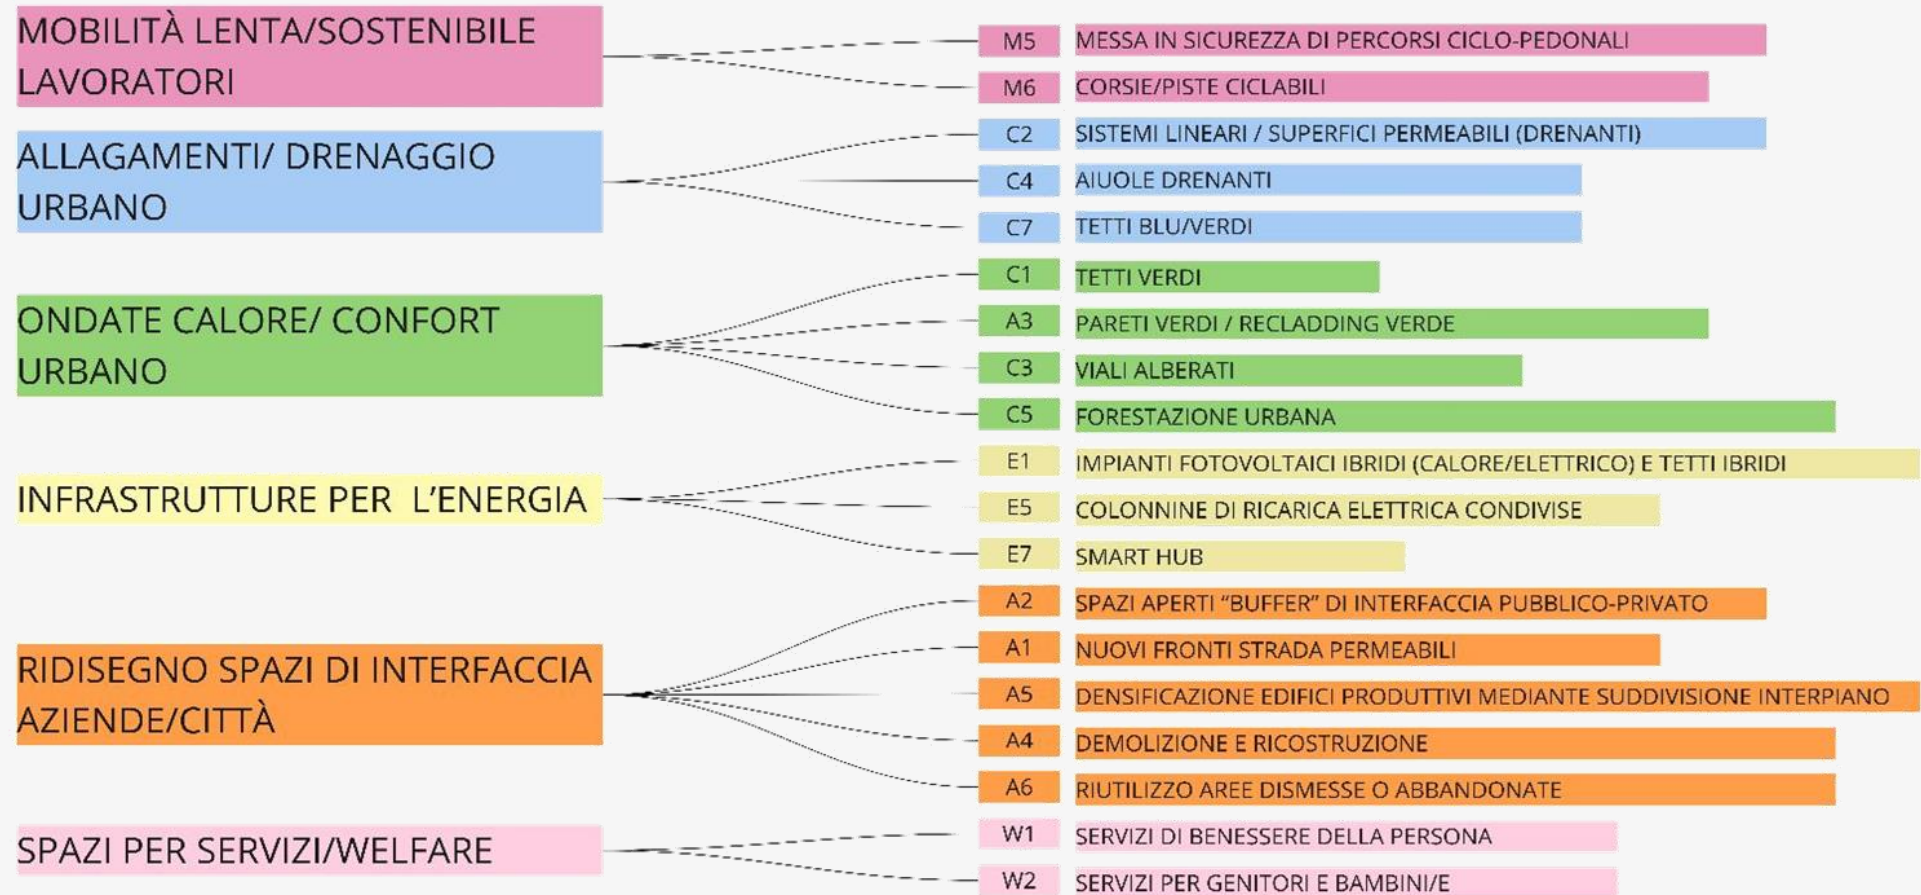 MOBILITÀ LENTA/SOSTENIBILE
LAVORATORI
M5 MESSA IN SICUREZZA DI PERCORSI CICLO-PEDONALI
M6 CORSIE/PISTE CICLABILI
ALLAGAMENTI/ DRENAGGIO
URBANO
C2 SISTEMI LINEARI / SUPERFICI PERMEABILI (DRENANTI)
C4 AIUOLE DRENANTI
C7 TETTI BLU/VERDI
ONDATE CALORE/ CONFORT
URBANO
C1 TETTI VERDI
A3 PARETI VERDI / RECLADDING VERDE
C3 VIALI ALBERATI
C5 FORESTAZIONE URBANA
INFRASTRUTTURE PER L'ENERGIA
E1 IMPIANTI FOTOVOLTAICI IBRIDI (CALORE/ELETTRICO) E TETTI IBRIDI
E5 COLONNINE DI RICARICA ELETTRICA CONDIVISE
E7 SMART HUB
RIDISEGNO SPAZI DI INTERFACCIA
AZIENDE/CITTÀ
A2 SPAZI APERTI “BUFFER” DI INTERFACCIA PUBBLICO-PRIVATO
A1 NUOVI FRONTI STRADA PERMEABILI
A5 DENSIFICAZIONE EDIFICI PRODUTTIVI MEDIANTE SUDDIVISIONE INTERPIANO
A4 DEMOLIZIONE E RICOSTRUZIONE
A6 RIUTILIZZO AREE DISMESSE O ABBANDONATE
SPAZI PER SERVIZI/WELFARE
W1 SERVIZI DI BENESSERE DELLA PERSONA
W2 SERVIZI PER GENITORI E BAMBINI/E